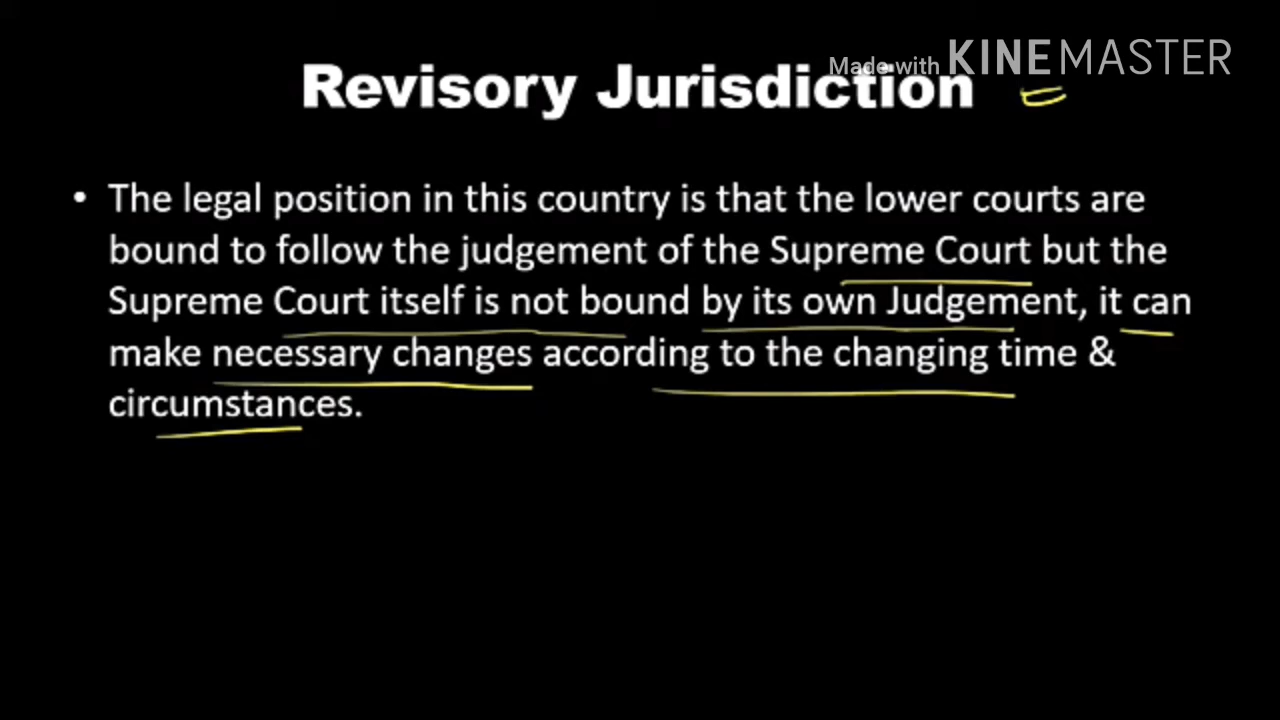 Made with KINEMASTER
Revisory Jurisdiction
• The legal position in this country is that the lower courts are
bound to follow the judgement of the Supreme Court but the
Supreme Court itself is not bound by its own Judgement, it can
make necessary changes according to the changing time &
circumstances.